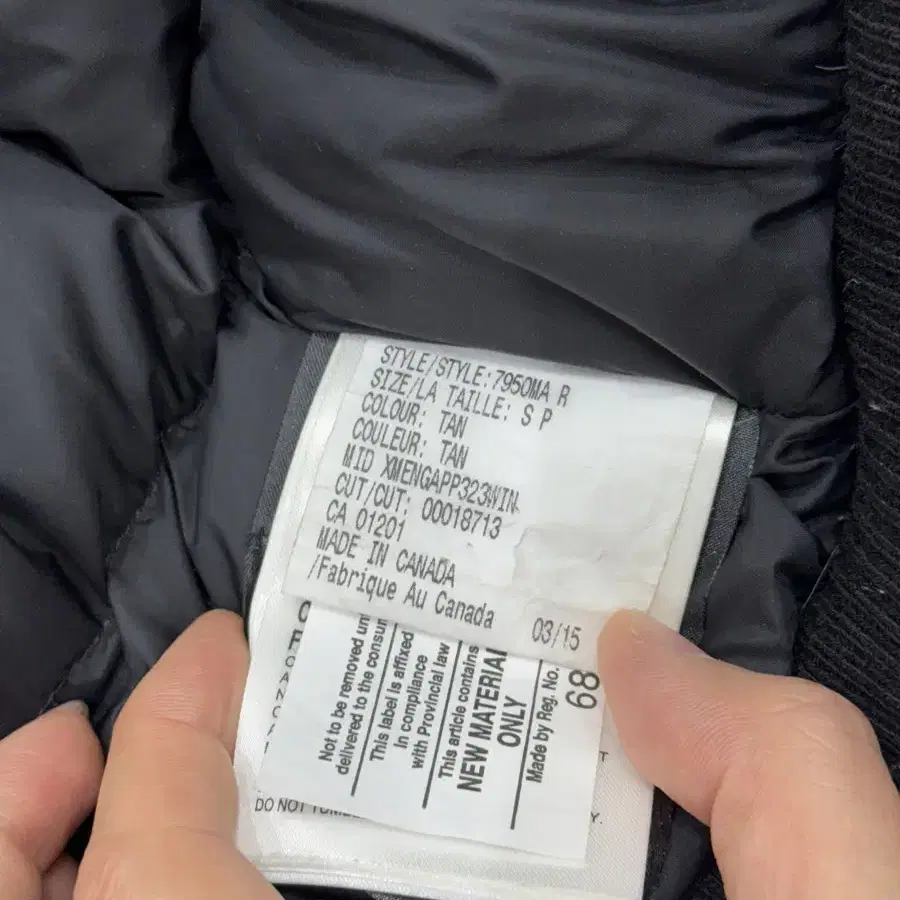 STYLE/STYLE:7950MA R
SIZE/LA TAILLE: S P
COLOUR: TAN
COULEUR: TAN
MID XMENGAPP323WIN
CUT/CUT: 00018713
CA 01201
MADE IN CANADA
/Fabrique Au Canada
03/15
Not to be removed
delivered to the
This label is affixed
In compliance
with Provincial law
This article contains
NEW MATERIAL
ONLY
Made by Reg. No.
68
DO NOT